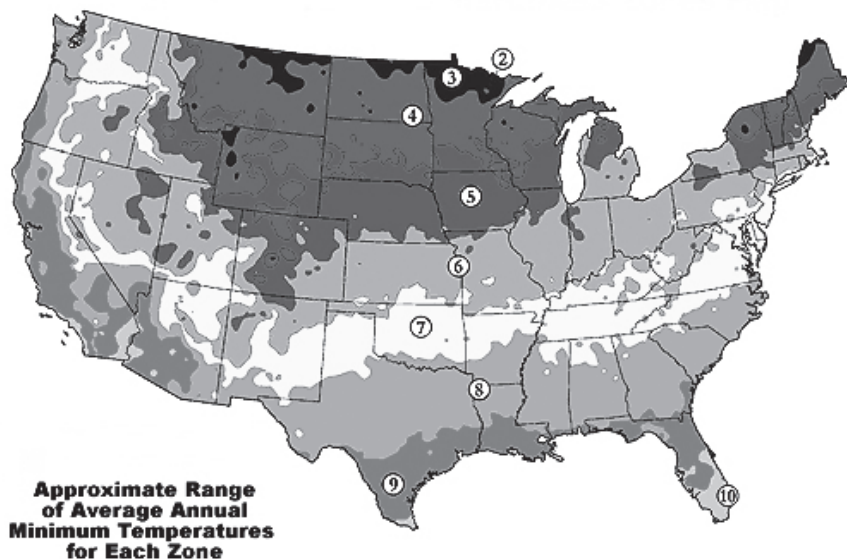 ②
③
④
⑤
⑥
⑦
⑧
⑨
⑩
Approximate Range
of Average Annual
Minimum Temperatures
for Each Zone